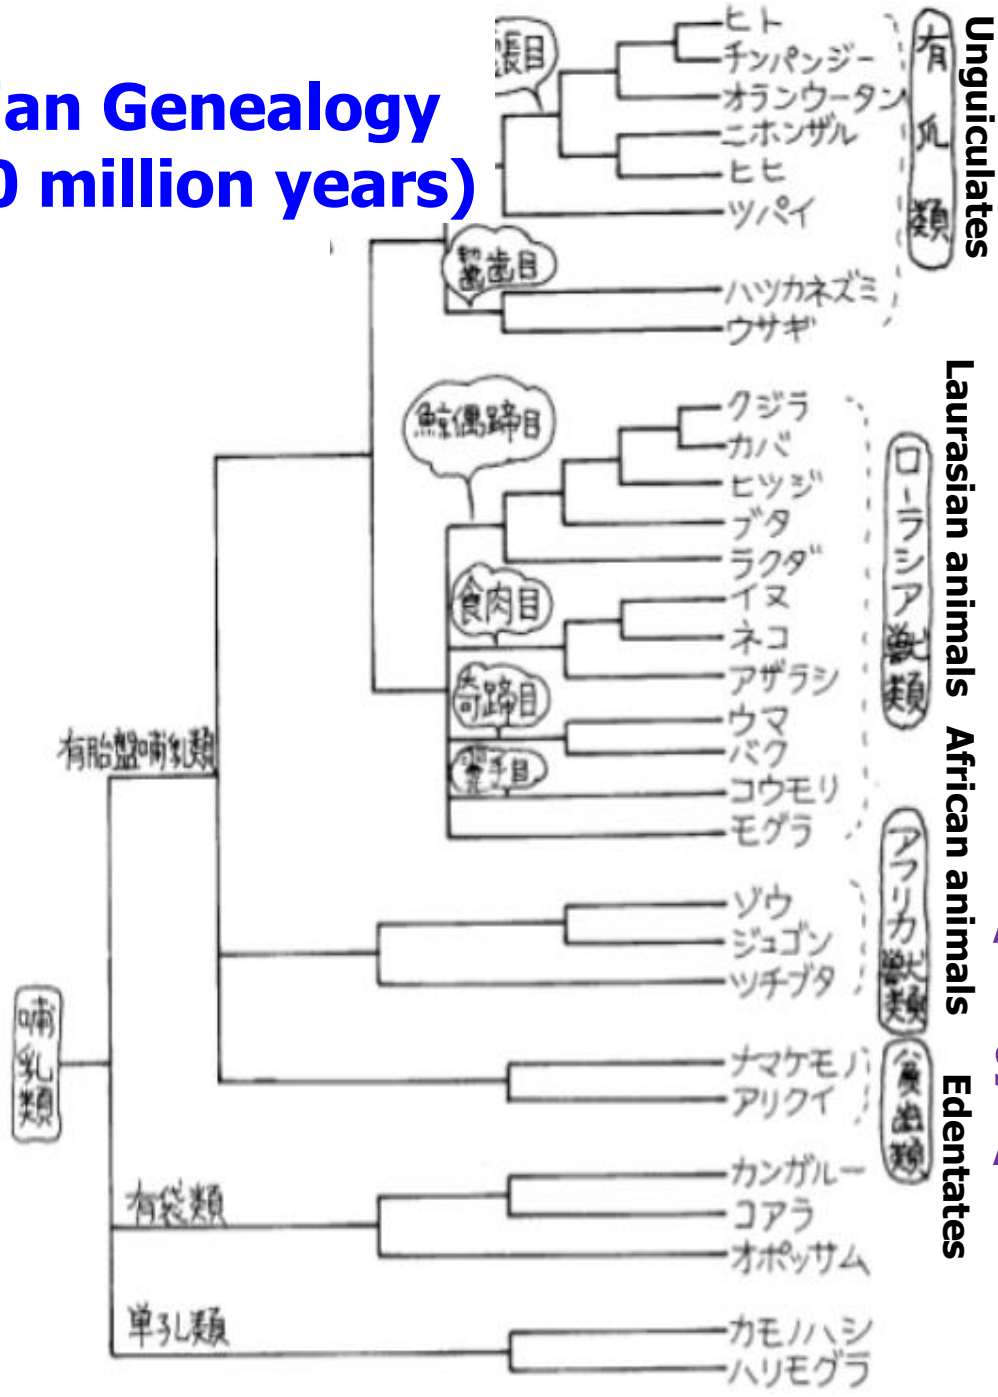 an Genealogy
0 million years)
目
ヒト
チンパンジー
オランウータン
ニホンザル
ヒヒ
ツパイ
齧歯目
ハツカネズミ
ウサギ
有爪類
Unguiculates
鯨偶蹄目
クジラ
カバ
ヒツジ
ブタ
ラクダ
食肉目
イヌ
ネコ
アザラシ
奇蹄目
ウマ
バク
コウモリ
モグラ
ローラシア獣類
Laurasian animals
有胎盤哺乳類
ゾウ
ジュゴン
ツチブタ
アフリカ獣類
African animals
哺乳類
ナマケモノ
アリクイ
貧歯類
Edentates
有袋類
カンガルー
コアラ
オポッサム
単孔類
カモノハシ
ハリモグラ